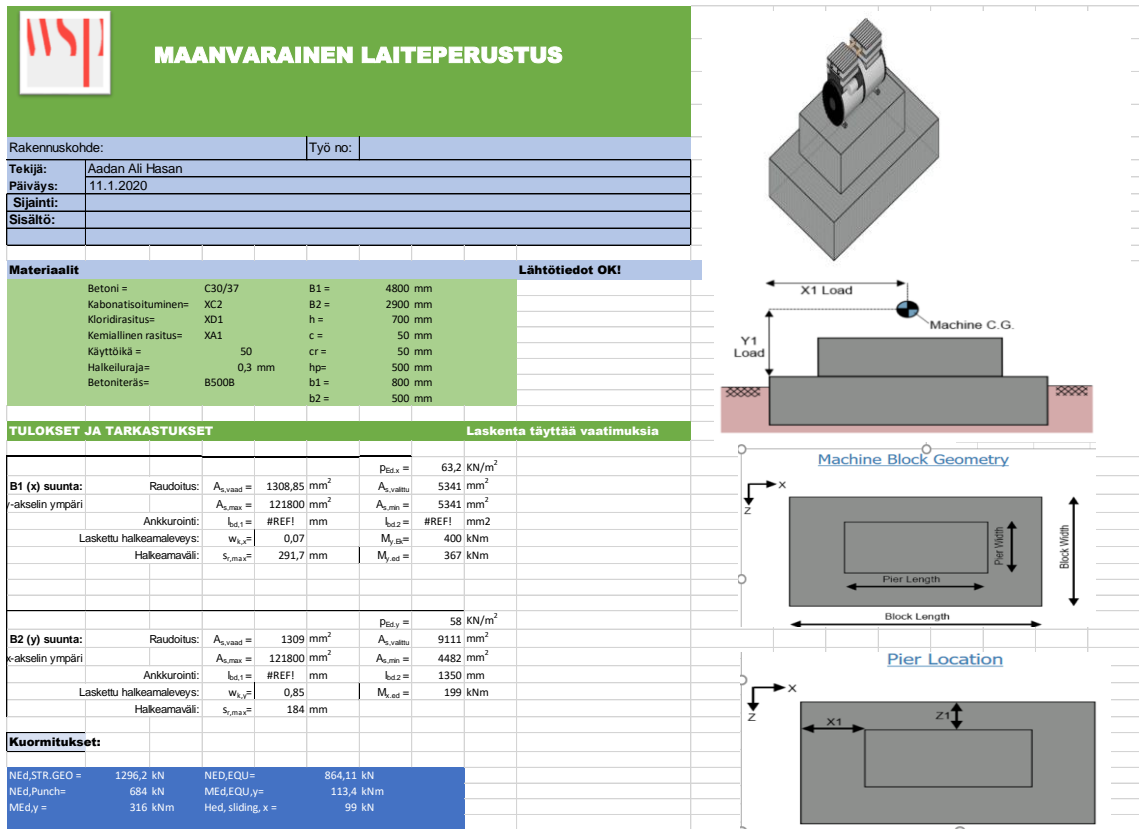 wsp
MAANVARAINEN LAITEPERUSTUS
Rakennuskohde: Työ no:
Tekijä: Aadan Ali Hasan
Päiväys: 11.1.2020
Sijainti:
Sisältö:
Materiaalit Lähtötiedot OK!
Betoni = C30/37 B1 = 4800 mm
Kabonatisoituminen= XC2 B2 = 2900 mm
Kloridirasitus= XD1 h = 700 mm
Kemiallinen rasitus= XA1 c = 50 mm
Käyttöikä = 50 cr = 50 mm
Halkeiluraja= 0,3 mm hp= 500 mm
Betoniteräs= B500B b1 = 800 mm
b2 = 500 mm
TULOKSET JA TARKASTUKSET Laskenta täyttää vaatimuksia
pEd.x = 63,2 KN/m²
B1 (x) suunta: Raudoitus: As,vaad = 1308,85 mm² As,valittu 5341 mm²
y-akselin ympäri As,max = 121800 mm² As,min = 5341 mm²
Ankkurointi: lbd,1 = #REF! mm lbd.2 = #REF! mm2
Laskettu halkeamaleveys: wk,x= 0,07 My.Ek= 400 kNm
Halkeamaväli: sr,max= 291,7 mm My.ed = 367 kNm
pEd.y = 58 KN/m²
B2 (y) suunta: Raudoitus: As,vaad = 1309 mm² As,valittu 9111 mm²
x-akselin ympäri As,max = 121800 mm² As,min = 4482 mm²
Ankkurointi: lbd,1 = #REF! mm lbd.2 = 1350 mm
Laskettu halkeamaleveys: wk,y= 0,85 Mx.ed = 199 kNm
Halkeamaväli: sr,max= 184 mm
Kuormitukset:
NEd,STR.GEO = 1296,2 kN NED,EQU= 864,11 kN
NEd,Punch= 684 kN MEd,EQU,y= 113,4 kNm
MEd,y = 316 kNm Hed, sliding, x = 99 kN
X1 Load
Machine C.G.
Y1
Load
Machine Block Geometry
X
Z
Pier Width
Block Width
Pier Length
Block Length
Pier Location
X
Z
X1
Z1